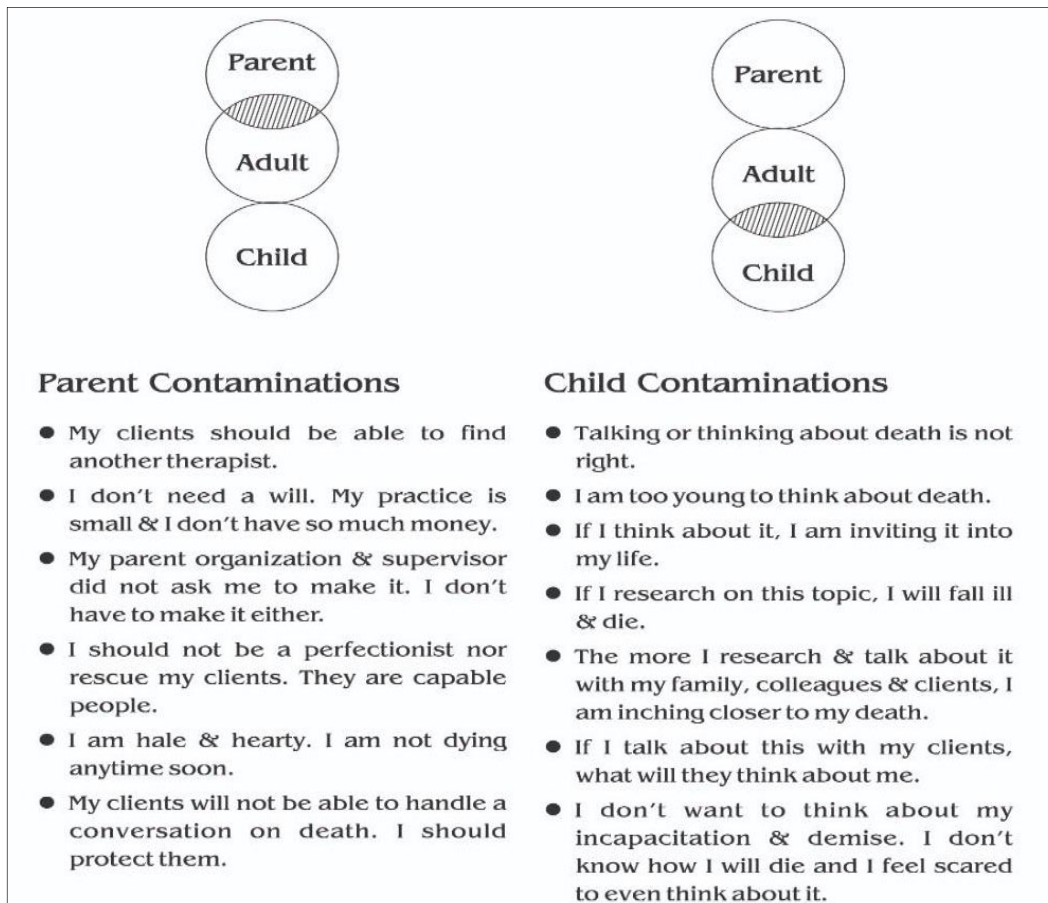 Parent
Adult
Child
Parent
Adult
Child
Parent Contaminations
● My clients should be able to find
another therapist.
● I don't need a will. My practice is
small & I don't have so much money.
● My parent organization & supervisor
did not ask me to make it. I don't
have to make it either.
● I should not be a perfectionist nor
rescue my clients. They are capable
people.
● I am hale & hearty. I am not dying
anytime soon.
● My clients will not be able to handle a
conversation on death. I should
protect them.
Child Contaminations
● Talking or thinking about death is not
right.
● I am too young to think about death.
● If I think about it, I am inviting it into
my life.
● If I research on this topic, I will fall ill
& die.
● The more I research & talk about it
with my family, colleagues & clients, I
am inching closer to my death.
● If I talk about this with my clients,
what will they think about me.
● I don't want to think about my
incapacitation & demise. I don't
know how I will die and I feel scared
to even think about it.